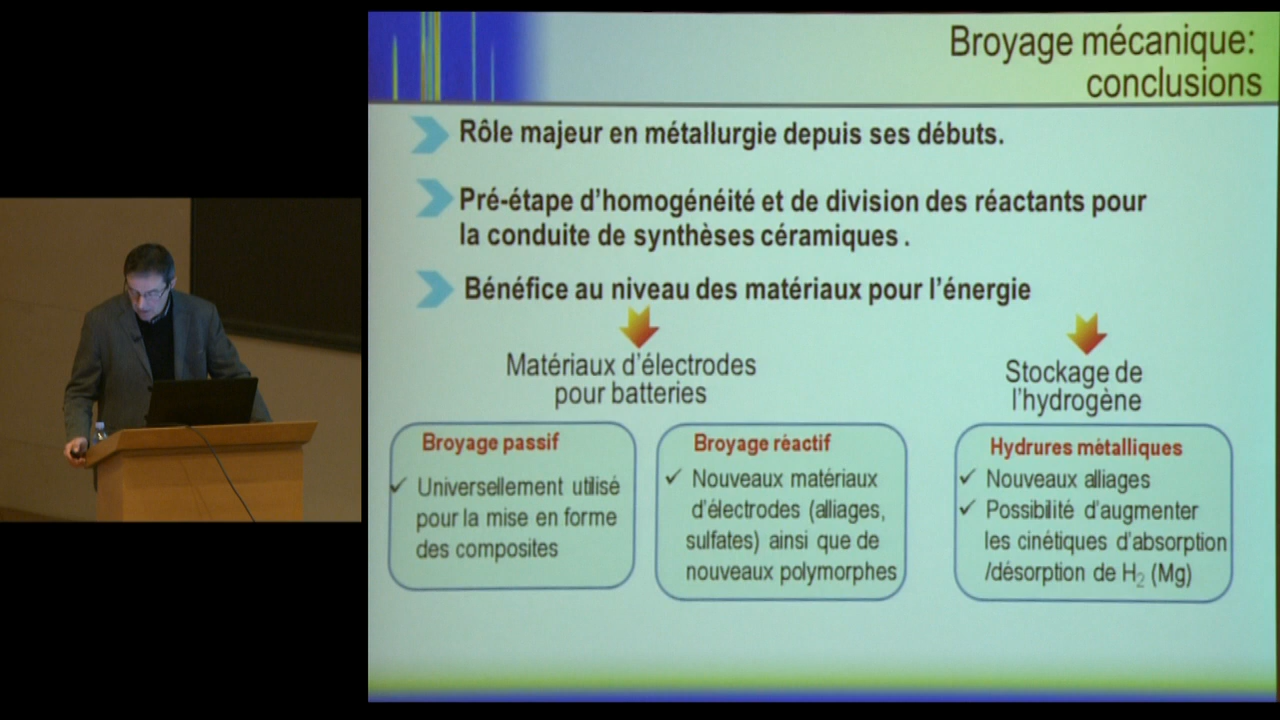 Broyage mécanique:
conclusions
Rôle majeur en métallurgie depuis ses débuts.
Pré-étape d'homogénéité et de division des réactants pour
la conduite de synthèses céramiques .
Bénéfice au niveau des matériaux pour l'énergie
Matériaux d'électrodes
pour batteries
Stockage de
l'hydrogène
Broyage passif
✓ Universellement utilisé
pour la mise en forme
des composites
Broyage réactif
✓ Nouveaux matériaux
d'électrodes (alliages,
sulfates) ainsi que de
nouveaux polymorphes
Hydrures métalliques
✓ Nouveaux alliages
✓ Possibilité d'augmenter
les cinétiques d'absorption
/désorption de H₂ (Mg)